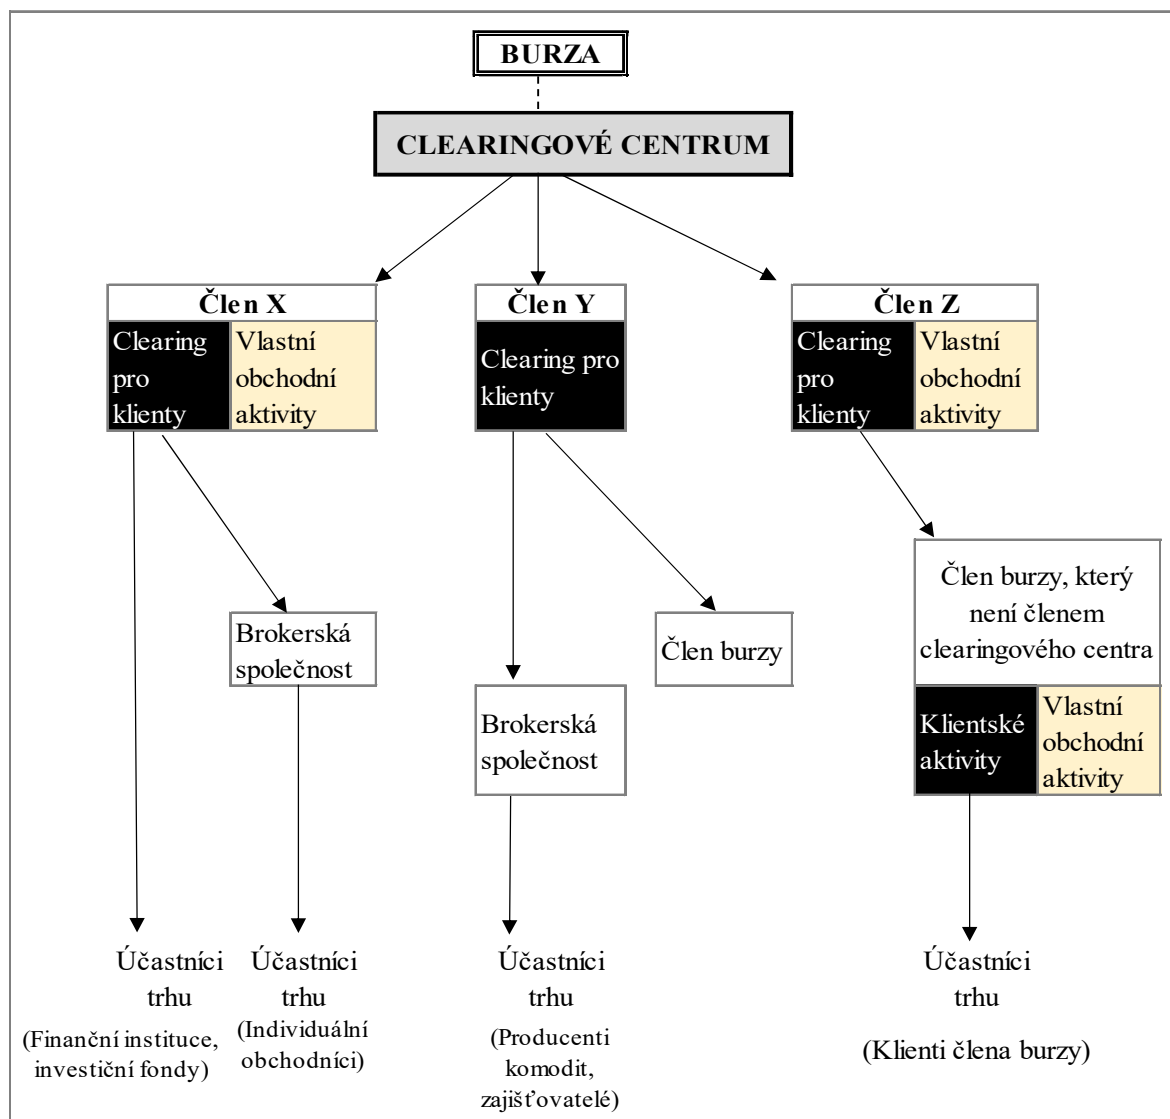 BURZA
CLEARINGOVÉ CENTRUM
Člen X
Clearing
pro
klienty
Vlastní
obchodní
aktivity
Člen Y
Clearing pro
klienty
Člen Z
Clearing
pro
klienty
Vlastní
obchodní
aktivity
Brokerská
společnost
Člen burzy
Brokerská
společnost
Člen burzy, který
není členem
clearingového centra
Klientské
aktivity
Vlastní
obchodní
aktivity
Účastníci
trhu
(Finanční instituce,
investiční fondy)
Účastníci
trhu
(Individuální
obchodníci)
Účastníci
trhu
(Producenti
komodit,
zajišťovatelé)
Účastníci
trhu
(Klienti člena burzy)